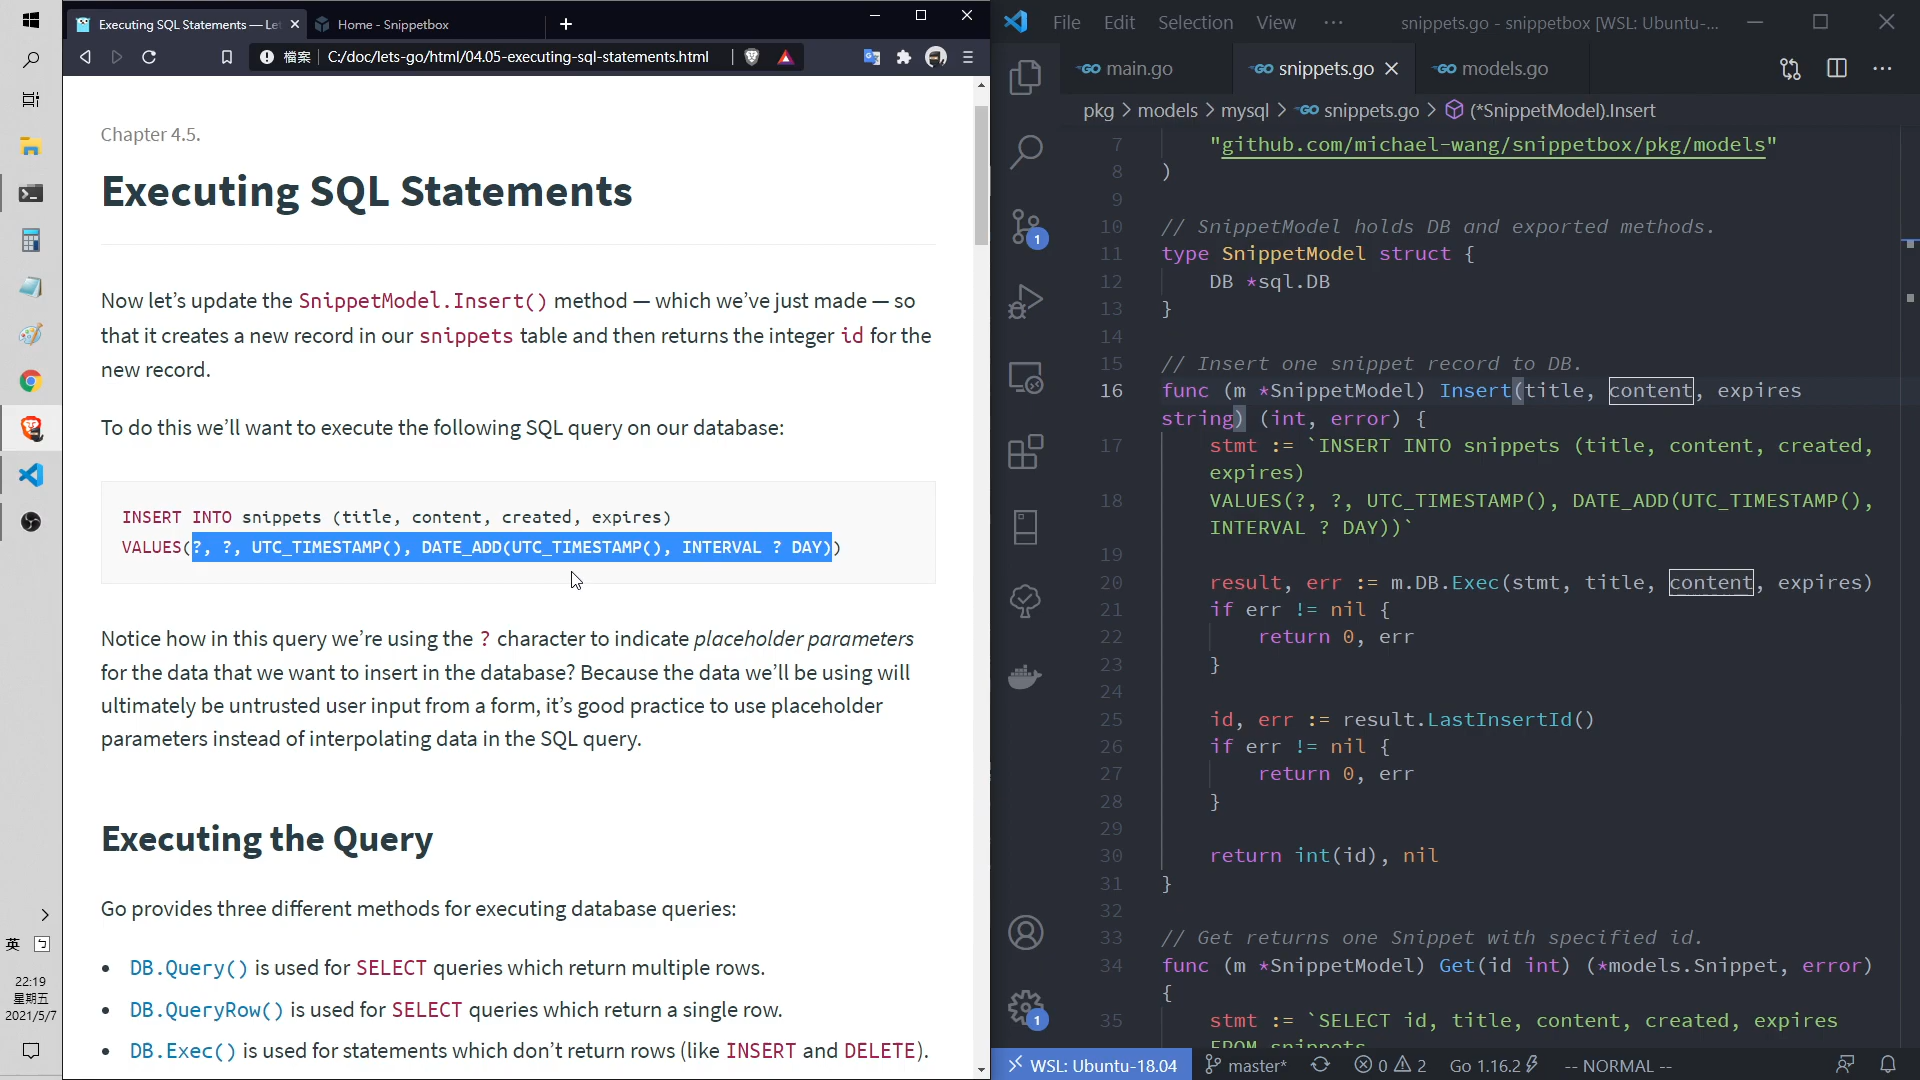 Executing SQL Statements — Let
Home - Snippetbox
檔案
C:/doc/lets-go/html/04.05-executing-sql-statements.html
Chapter 4.5.
Executing SQL Statements
Now let’s update the SnippetModel.Insert() method — which we’ve just made — so
that it creates a new record in our snippets table and then returns the integer id for the
new record.
To do this we’ll want to execute the following SQL query on our database:
INSERT INTO snippets (title, content, created, expires)
VALUES(?, ?, UTC_TIMESTAMP(), DATE_ADD(UTC_TIMESTAMP(), INTERVAL ? DAY))
Notice how in this query we’re using the ? character to indicate placeholder parameters
for the data that we want to insert in the database? Because the data we’ll be using will
ultimately be untrusted user input from a form, it’s good practice to use placeholder
parameters instead of interpolating data in the SQL query.
Executing the Query
Go provides three different methods for executing database queries:
• DB.Query() is used for SELECT queries which return multiple rows.
• DB.QueryRow() is used for SELECT queries which return a single row.
• DB.Exec() is used for statements which don’t return rows (like INSERT and DELETE).
英
22:19
星期五
2021/5/7
File Edit Selection View ···
snippets.go - snippetbox [WSL: Ubuntu-...
main.go
snippets.go
models.go
pkg > models > mysql > snippets.go > (*SnippetModel).Insert
7 "github.com/michael-wang/snippetbox/pkg/models"
8 )
9
10 // SnippetModel holds DB and exported methods.
11 type SnippetModel struct {
12 DB *sql.DB
13 }
14
15 // Insert one snippet record to DB.
16 func (m *SnippetModel) Insert(title, content, expires
string) (int, error) {
17 stmt := `INSERT INTO snippets (title, content, created,
expires)
18 VALUES(?, ?, UTC_TIMESTAMP(), DATE_ADD(UTC_TIMESTAMP(),
INTERVAL ? DAY))`
19
20 result, err := m.DB.Exec(stmt, title, content, expires)
21 if err != nil {
22 return 0, err
23 }
24
25 id, err := result.LastInsertId()
26 if err != nil {
27 return 0, err
28 }
29
30 return int(id), nil
31 }
32
33 // Get returns one Snippet with specified id.
34 func (m *SnippetModel) Get(id int) (*models.Snippet, error)
{
35 stmt := `SELECT id, title, content, created, expires
FROM snippets
1
1
WSL: Ubuntu-18.04
master*
0 2
Go 1.16.2
-- NORMAL --